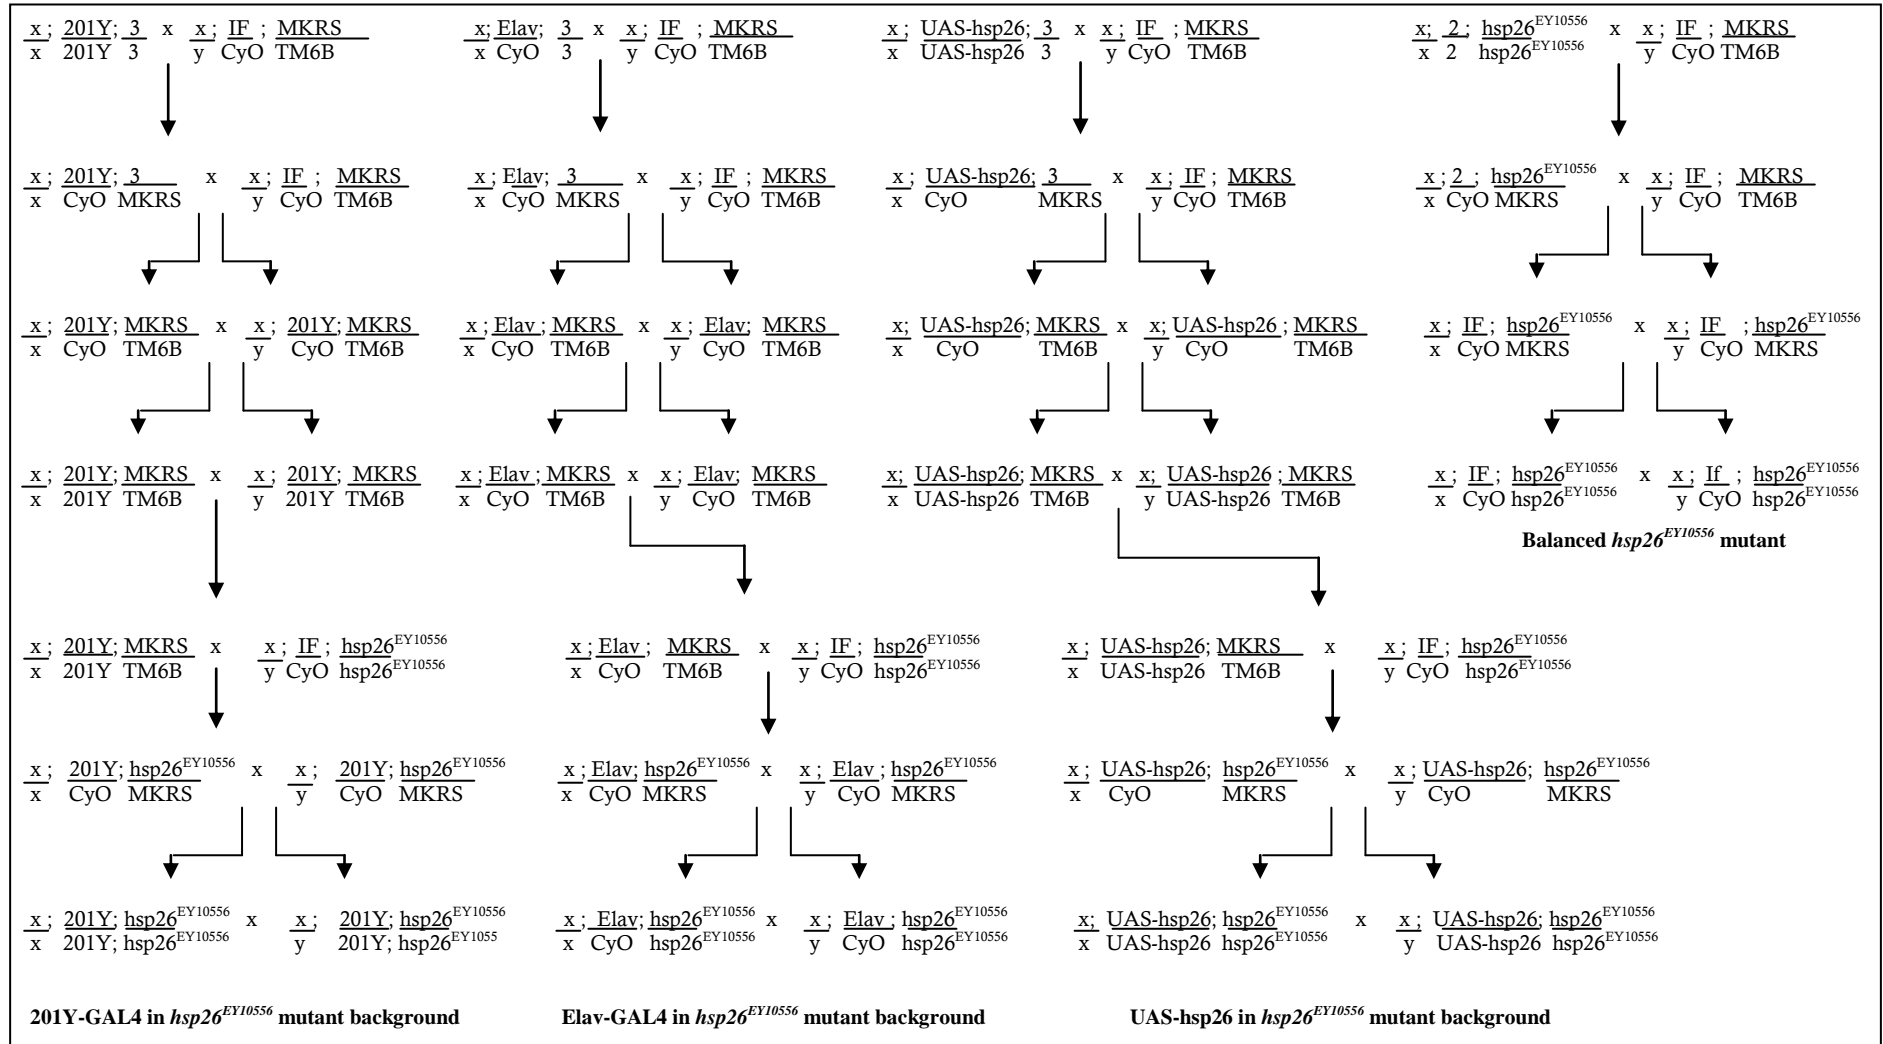 x; 201Y; 3 x x; IF; MKRS x; Elav; 3 x x; IF; MKRS x; UAS-hsp26; 3 x x; IF; MKRS x; 2; hsp26EY10556 x x; IF; MKRS
x 201Y 3 y CyO TM6B x CyO 3 y CyO TM6B x UAS-hsp26 3 y CyO TM6B x 2 hsp26EY10556 y CyO TM6B
x; 201Y; 3 x x; IF; MKRS x; Elav; 3 x x; IF; MKRS x; UAS-hsp26; 3 x x; IF; MKRS x; 2; hsp26EY10556 x x; IF; MKRS
x CyO MKRS y CyO TM6B x CyO MKRS y CyO TM6B x CyO MKRS y CyO TM6B x CyO MKRS y CyO TM6B
x; 201Y; MKRS x x; 201Y; MKRS x; Elav; MKRS x x; Elav; MKRS x; UAS-hsp26; MKRS x x; UAS-hsp26; MKRS x; IF; hsp26EY10556 x x; IF; hsp26EY10556
x CyO TM6B y CyO TM6B x CyO TM6B y CyO TM6B x CyO TM6B y CyO TM6B x CyO MKRS y CyO MKRS
x; 201Y; MKRS x x; 201Y; MKRS x; Elav; MKRS x x; Elav; MKRS x; UAS-hsp26; MKRS x x; UAS-hsp26; MKRS x; IF; hsp26EY10556 x x; If; hsp26EY10556
x 201Y TM6B y 201Y TM6B x CyO TM6B y CyO TM6B x UAS-hsp26 TM6B y UAS-hsp26 TM6B x CyO hsp26EY10556 y CyO hsp26EY10556
Balanced hsp26EY10556 mutant
x; 201Y; MKRS x x; IF; hsp26EY10556 x; Elav; MKRS x x; IF; hsp26EY10556 x; UAS-hsp26; MKRS x x; IF; hsp26EY10556
x 201Y TM6B y CyO hsp26EY10556 x CyO TM6B y CyO hsp26EY10556 x UAS-hsp26 TM6B y CyO hsp26EY10556
x; 201Y; hsp26EY10556 x x; 201Y; hsp26EY10556 x; Elav; hsp26EY10556 x x; Elav; hsp26EY10556 x; UAS-hsp26; hsp26EY10556 x x; UAS-hsp26; hsp26EY10556
x CyO MKRS y CyO MKRS x CyO MKRS y CyO MKRS x CyO MKRS y CyO MKRS
x; 201Y; hsp26EY10556 x x; 201Y; hsp26EY10556 x; Elav; hsp26EY10556 x x; Elav; hsp26EY10556 x; UAS-hsp26; hsp26EY10556 x x; UAS-hsp26; hsp26EY10556
x 201Y; hsp26EY10556 y 201Y; hsp26EY1055 x CyO hsp26EY10556 y CyO hsp26EY10556 x UAS-hsp26 hsp26EY10556 y UAS-hsp26 hsp26EY10556
201Y-GAL4 in hsp26EY10556 mutant background Elav-GAL4 in hsp26EY10556 mutant background UAS-hsp26 in hsp26EY10556 mutant background